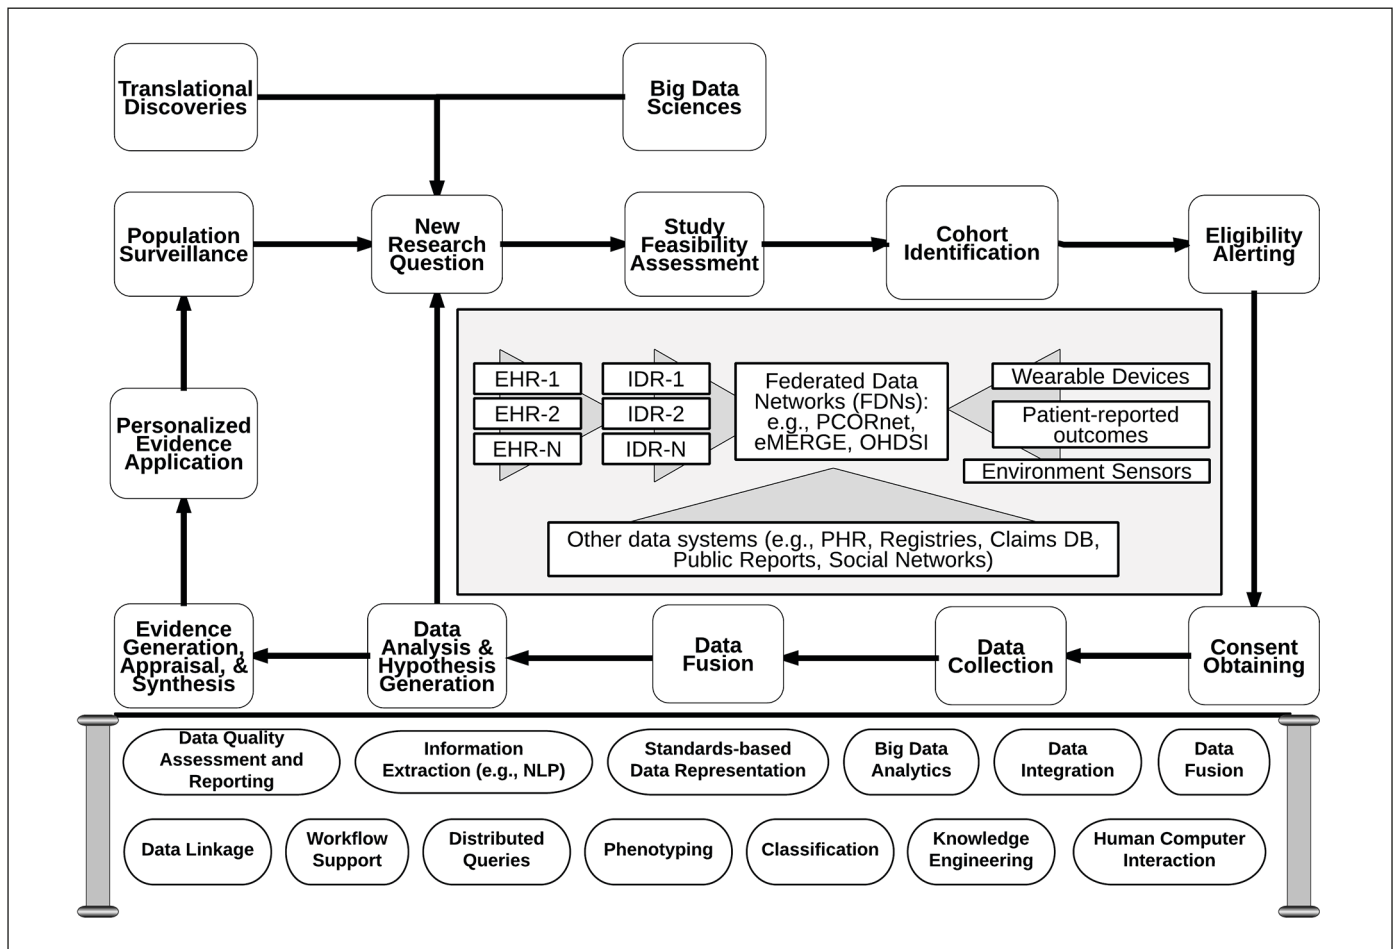 Translational
Discoveries
Big Data
Sciences
Population
Surveillance
New
Research
Question
Study
Feasibility
Assessment
Cohort
Identification
Eligibility
Alerting
EHR-1
EHR-2
EHR-N
IDR-1
IDR-2
IDR-N
Federated Data
Networks (FDNs):
e.g., PCORnet,
eMERGE, OHDSI
Wearable Devices
Patient-reported
outcomes
Environment Sensors
Other data systems (e.g., PHR, Registries, Claims DB,
Public Reports, Social Networks)
Personalized
Evidence
Application
Evidence
Generation,
Appraisal, &
Synthesis
Data
Analysis &
Hypothesis
Generation
Data
Fusion
Data
Collection
Consent
Obtaining
Data Quality
Assessment and
Reporting
Information
Extraction (e.g., NLP)
Standards-based
Data Representation
Big Data
Analytics
Data
Integration
Data
Fusion
Data Linkage
Workflow
Support
Distributed
Queries
Phenotyping
Classification
Knowledge
Engineering
Human Computer
Interaction